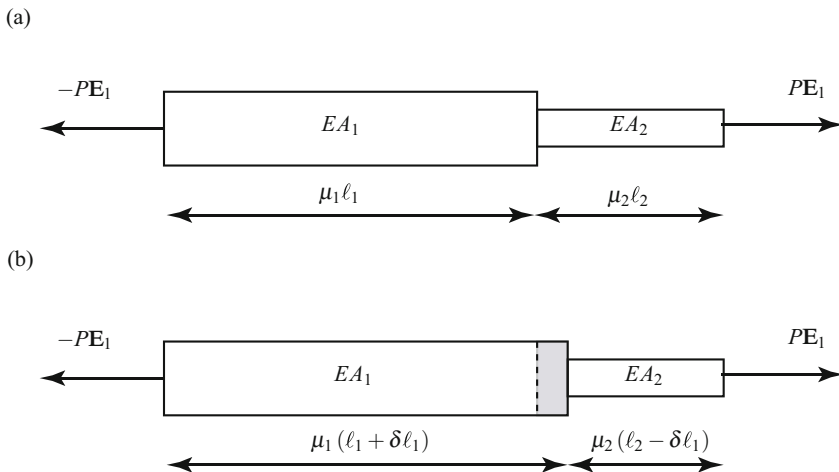 (a)
−PE₁
PE₁
EA₁
EA₂
μ₁ℓ₁
μ₂ℓ₂
(b)
−PE₁
PE₁
EA₁
EA₂
μ₁ (ℓ₁ + δℓ₁)
μ₂ (ℓ₂ − δℓ₁)